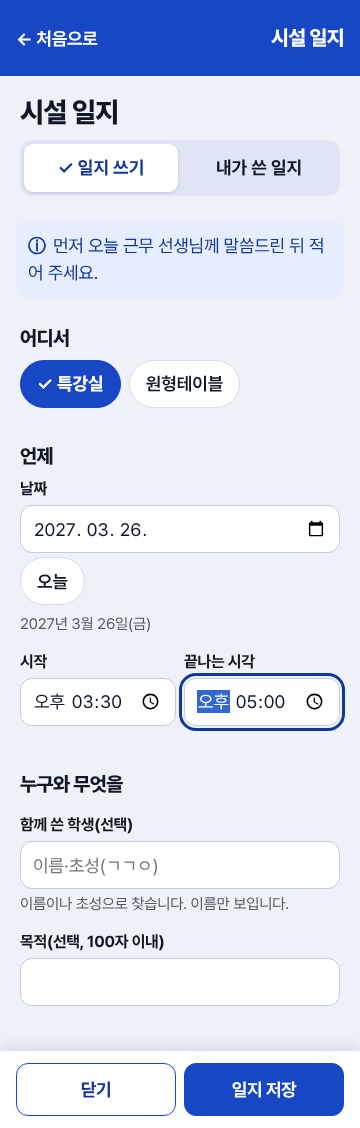 ← 처음으로
시설 일지
시설 일지
✓ 일지 쓰기
내가 쓴 일지
ⓘ 먼저 오늘 근무 선생님께 말씀드린 뒤 적
어 주세요.
어디서
✓ 특강실
원형테이블
언제
날짜
2027. 03. 26.
오늘
2027년 3월 26일(금)
시작
끝나는 시각
오후 03:30
오후 05:00
누구와 무엇을
함께 쓴 학생(선택)
이름·초성(ㄱㄱㅇ)
이름이나 초성으로 찾습니다. 이름만 보입니다.
목적(선택, 100자 이내)
닫기
일지 저장